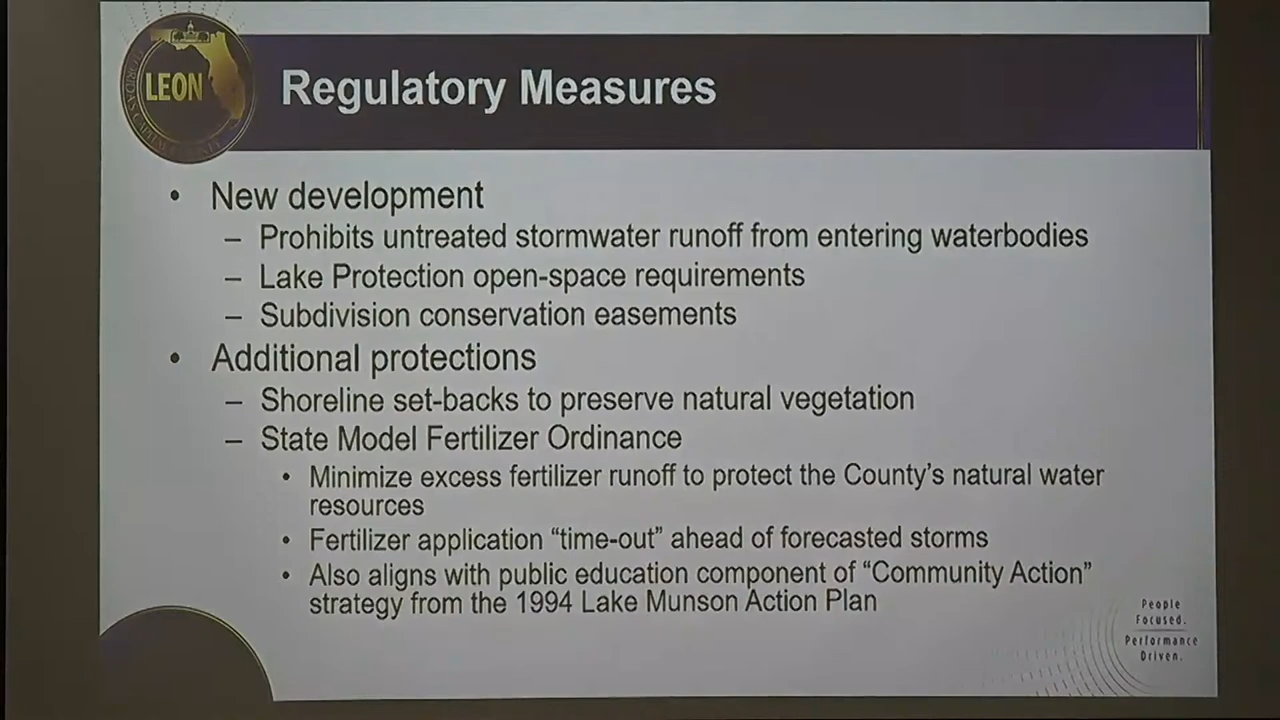 LEON
Regulatory Measures
• New development
– Prohibits untreated stormwater runoff from entering waterbodies
– Lake Protection open-space requirements
– Subdivision conservation easements
• Additional protections
– Shoreline set-backs to preserve natural vegetation
– State Model Fertilizer Ordinance
• Minimize excess fertilizer runoff to protect the County's natural water
resources
• Fertilizer application “time-out” ahead of forecasted storms
• Also aligns with public education component of “Community Action”
strategy from the 1994 Lake Munson Action Plan
People
Focused.
Performance
Driven.